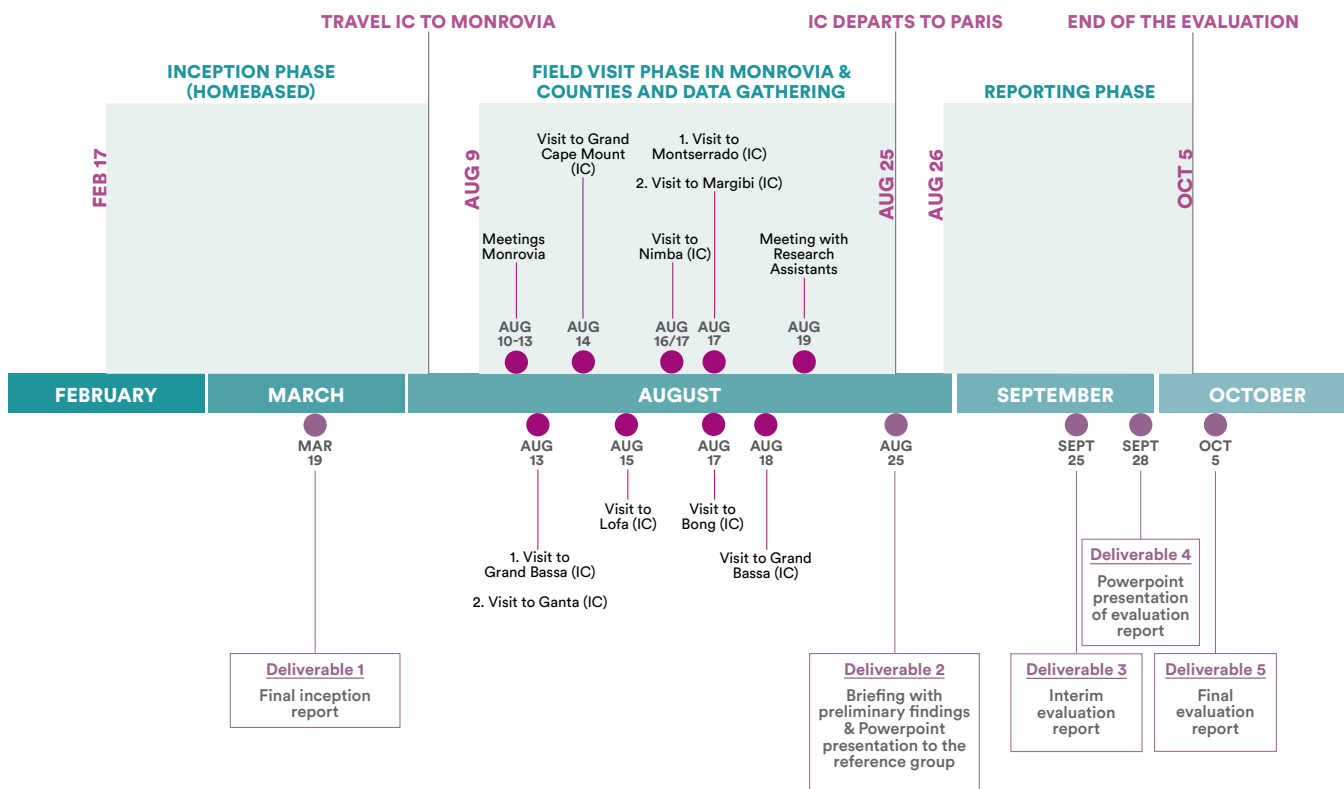 TRAVEL IC TO MONROVIA
IC DEPARTS TO PARIS
END OF THE EVALUATION
INCEPTION PHASE
(HOMEBASED)
FIELD VISIT PHASE IN MONROVIA &
COUNTIES AND DATA GATHERING
REPORTING PHASE
FEB 17
AUG 9
AUG 25
AUG 26
OCT 5
Meetings
Monrovia
AUG
10-13
Visit to Grand
Cape Mount
(IC)
AUG
14
Visit to
Nimba (IC)
AUG
16/17
1. Visit to
Montserrado (IC)
2. Visit to Margibi (IC)
AUG
17
Meeting with
Research
Assistants
AUG
19
FEBRUARY
MARCH
AUGUST
SEPTEMBER
OCTOBER
MAR
19
Deliverable 1
Final inception
report
AUG
13
1. Visit to
Grand Bassa (IC)
2. Visit to Ganta (IC)
AUG
15
Visit to
Lofa (IC)
AUG
17
Visit to
Bong (IC)
AUG
18
Visit to Grand
Bassa (IC)
AUG
25
Deliverable 2
Briefing with
preliminary findings
& Powerpoint
presentation to the
reference group
SEPT
25
Deliverable 3
Interim
evaluation
report
SEPT
28
Deliverable 4
Powerpoint
presentation
of evaluation
report
OCT
5
Deliverable 5
Final
evaluation
report